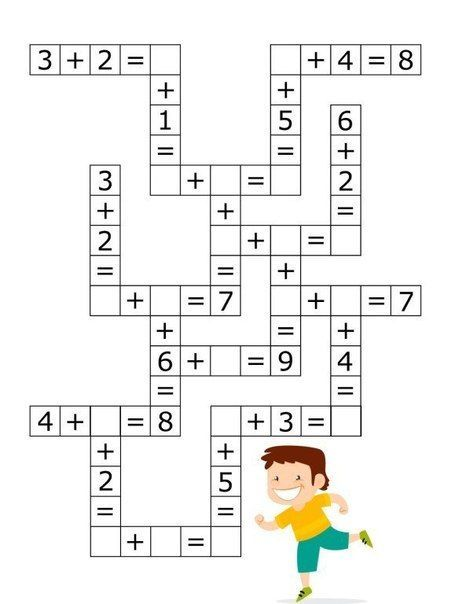 3 + 2 = + 4 = 8
+ +
1 5 6
= = +
3 + = 2
+ + =
2 + =
= = +
+ = 7 + = 7
+ = +
6 + = 9 4
= =
4 + = 8 + 3 =
+ +
2 5
= =
+ =